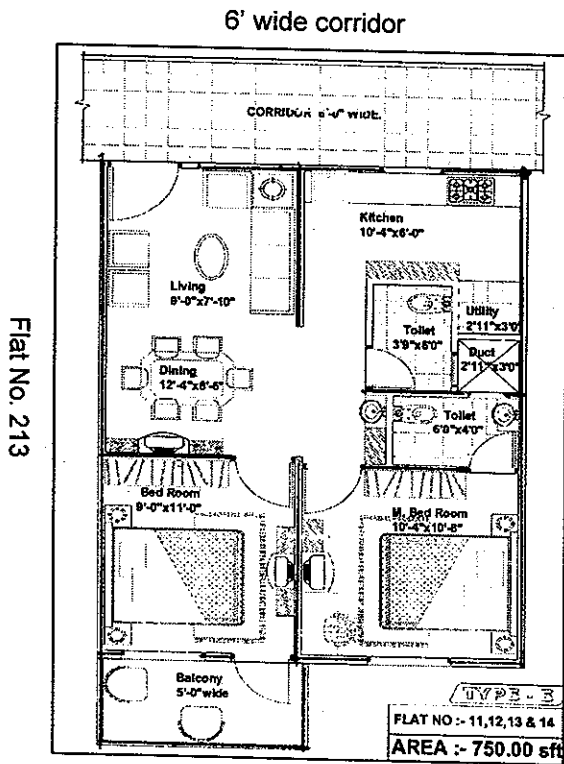 6' wide corridor
CORRIDOR 6'-0" WIDE.
Kitchen
10'-4"x6'-0"
Living
9'-0"x7'-10"
Utility
2'11"x3'0"
Toilet
3'9"x6'0"
Duct
2'11"x3'0"
Dining
12'-4"x6'-6"
Toilet
6'0"x4'0"
Flat No. 213
Bed Room
9'-0"x11'-0"
M. Bed Room
10'-4"x10'-8"
Balcony
5'-0" wide
TYPE - E
FLAT NO :- 11,12,13 & 14
AREA :- 750.00 sft